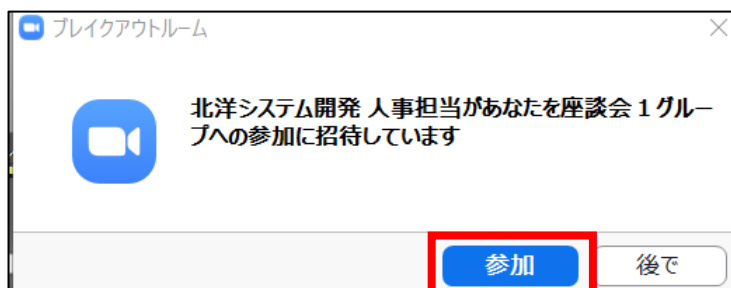 ブレイクアウトルーム
北洋システム開発 人事担当があなたを座談会１グルー
プへの参加に招待しています
参加
後で